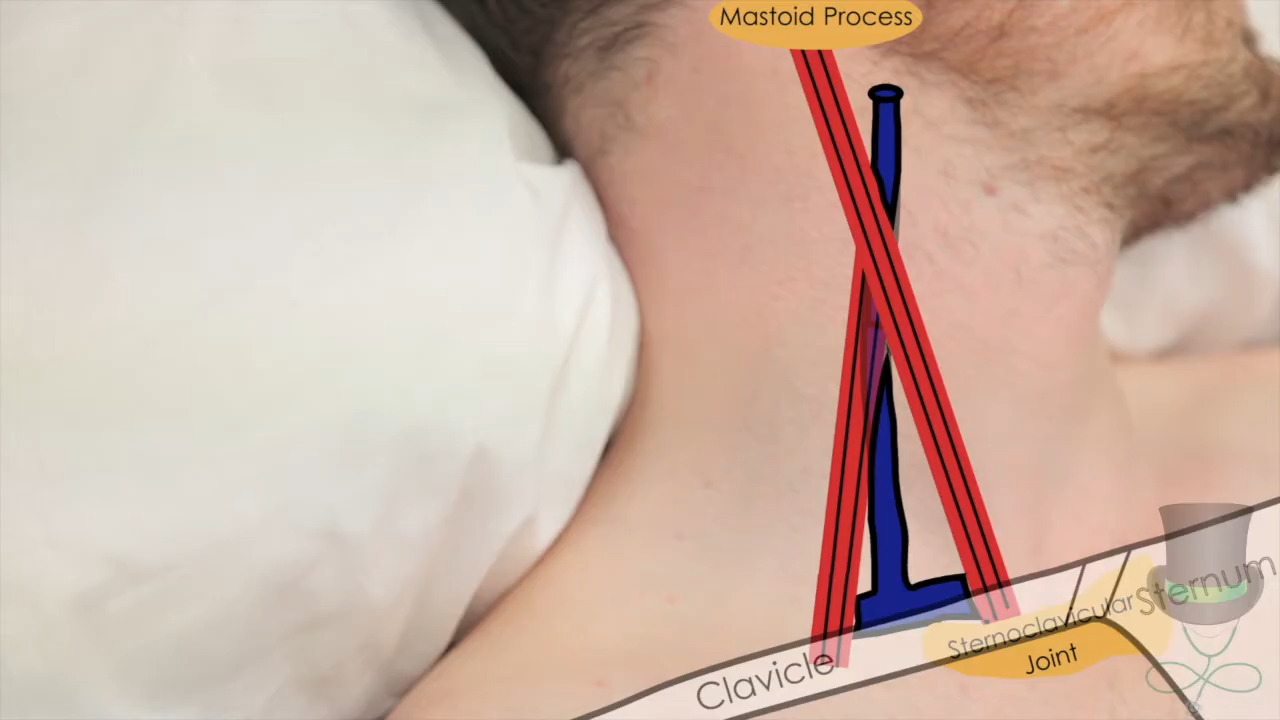 Mastoid Process
Sternum
Sternoclavicular
Joint
Clavicle